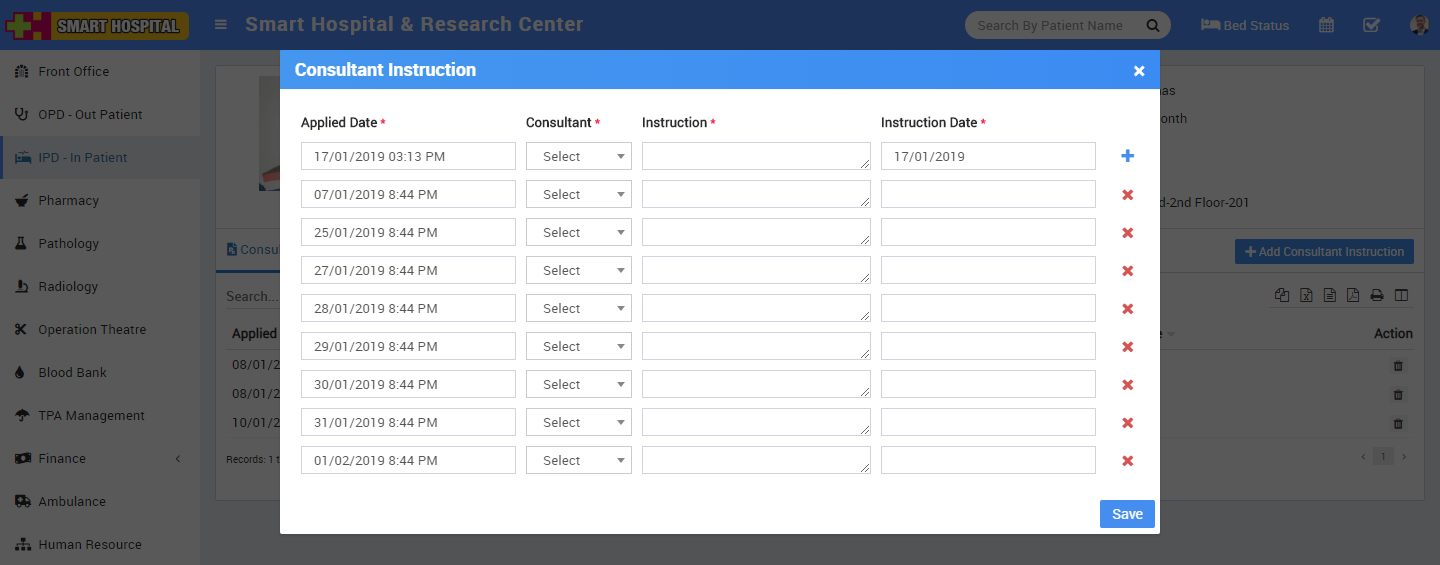 SMART HOSPITAL
Smart Hospital & Research Center
Search By Patient Name
Bed Status
Front Office
OPD - Out Patient
IPD - In Patient
Pharmacy
Pathology
Radiology
Operation Theatre
Blood Bank
TPA Management
Finance
Ambulance
Human Resource
Consultant Instruction
×
Applied Date * Consultant * Instruction * Instruction Date *
17/01/2019 03:13 PM Select 17/01/2019
07/01/2019 8:44 PM Select
25/01/2019 8:44 PM Select
27/01/2019 8:44 PM Select
28/01/2019 8:44 PM Select
29/01/2019 8:44 PM Select
30/01/2019 8:44 PM Select
31/01/2019 8:44 PM Select
01/02/2019 8:44 PM Select
Save
as
onth
d-2nd Floor-201
Consu
Add Consultant Instruction
Search...
Applied
Action
08/01/2
08/01/2
10/01/2
Records: 1 t
1